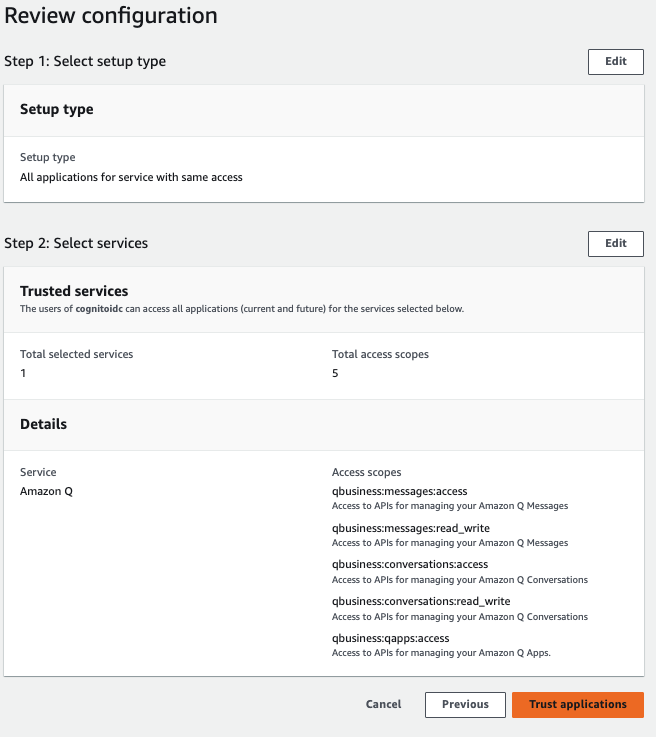 Review configuration
Step 1: Select setup type
Edit
Setup type
Setup type
All applications for service with same access
Step 2: Select services
Edit
Trusted services
The users of cognitoidc can access all applications (current and future) for the services selected below.
Total selected services
1
Total access scopes
5
Details
Service
Amazon Q
Access scopes
qbusiness:messages:access
Access to APIs for managing your Amazon Q Messages
qbusiness:messages:read_write
Access to APIs for managing your Amazon Q Messages
qbusiness:conversations:access
Access to APIs for managing your Amazon Q Conversations
qbusiness:conversations:read_write
Access to APIs for managing your Amazon Q Conversations
qbusiness:qapps:access
Access to APIs for managing your Amazon Q Apps.
Cancel
Previous
Trust applications